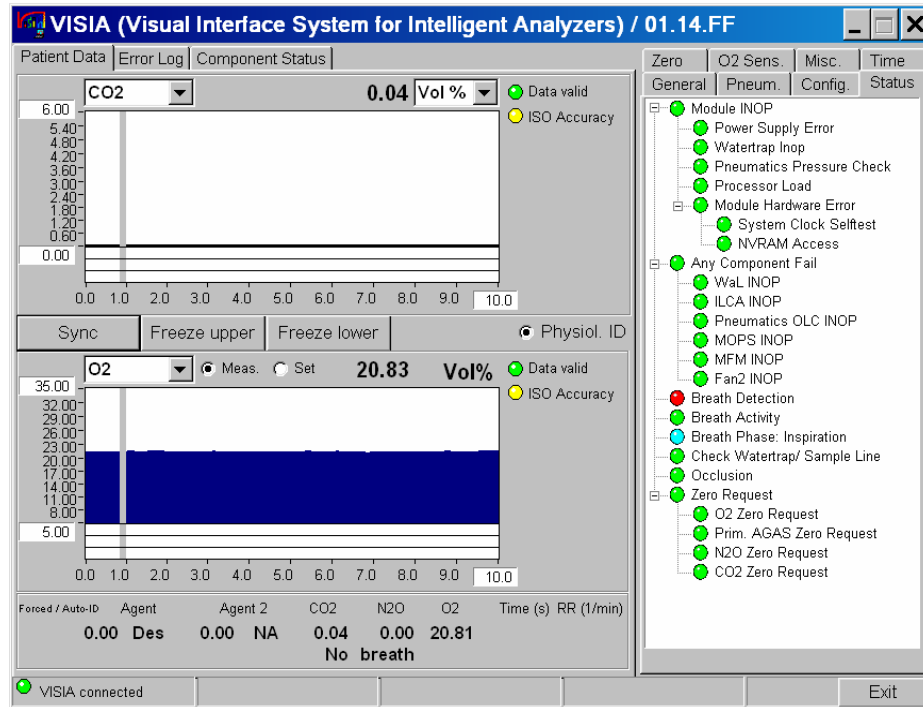 VISIA (Visual Interface System for Intelligent Analyzers) / 01.14.FF
Patient Data Error Log Component Status
CO2 0.04 Vol % Data valid
ISO Accuracy
6.00
5.40
4.80
4.20
3.60
3.00
2.40
1.80
1.20
0.60
0.00
0.0 1.0 2.0 3.0 4.0 5.0 6.0 7.0 8.0 9.0 10.0
Sync Freeze upper Freeze lower Physiol. ID
O2 Meas. Set 20.83 Vol% Data valid
ISO Accuracy
35.00
32.00
29.00
26.00
23.00
20.00
17.00
14.00
11.00
8.00
5.00
0.0 1.0 2.0 3.0 4.0 5.0 6.0 7.0 8.0 9.0 10.0
Forced / Auto-ID Agent Agent 2 CO2 N2O O2 Time (s) RR (1/min)
0.00 Des 0.00 NA 0.04 0.00 20.81
No breath
Zero O2 Sens. Misc. Time
General Pneum. Config. Status
Module INOP
Power Supply Error
Watertrap Inop
Pneumatics Pressure Check
Processor Load
Module Hardware Error
System Clock Selftest
NVRAM Access
Any Component Fail
WaL INOP
ILCA INOP
Pneumatics OLC INOP
MOPS INOP
MFM INOP
Fan2 INOP
Breath Detection
Breath Activity
Breath Phase: Inspiration
Check Watertrap/ Sample Line
Occlusion
Zero Request
O2 Zero Request
Prim. AGAS Zero Request
N2O Zero Request
CO2 Zero Request
VISIA connected Exit